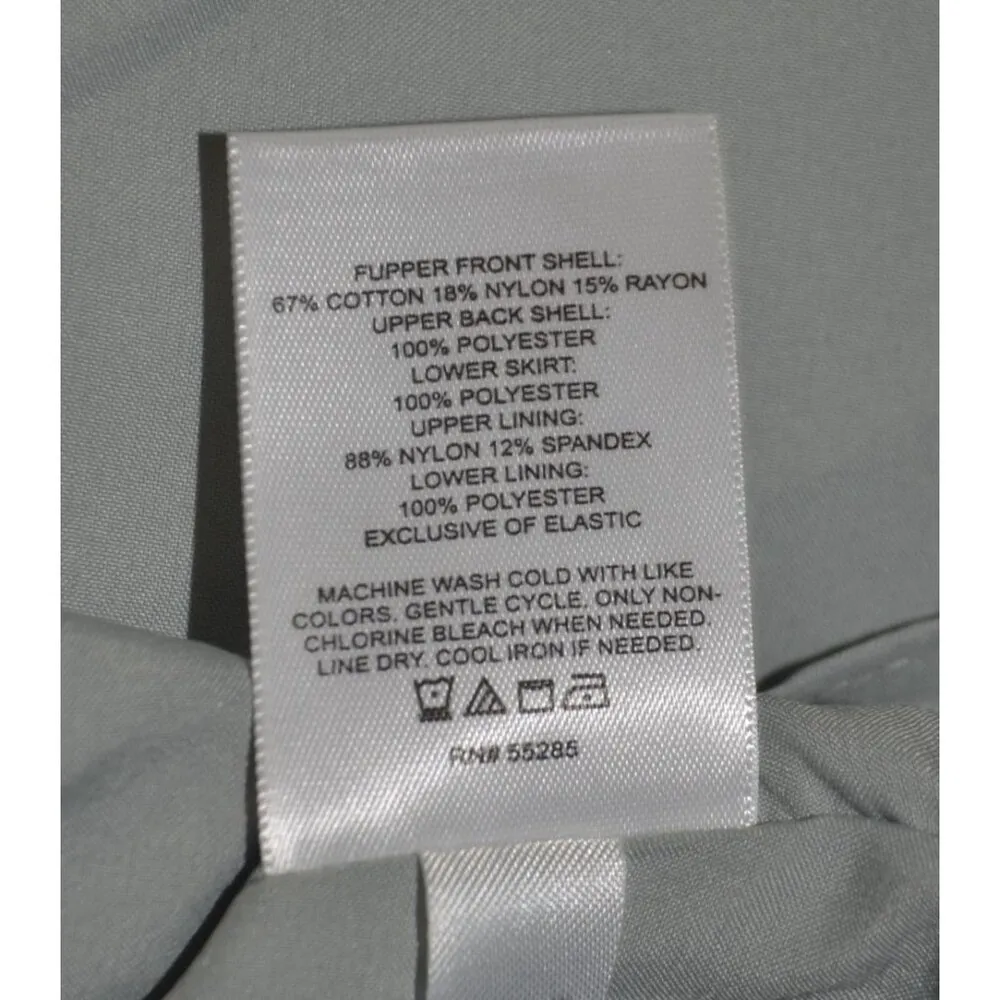 FUPPER FRONT SHELL:
67% COTTON 18% NYLON 15% RAYON
UPPER BACK SHELL:
100% POLYESTER
LOWER SKIRT:
100% POLYESTER
UPPER LINING:
88% NYLON 12% SPANDEX
LOWER LINING:
100% POLYESTER
EXCLUSIVE OF ELASTIC
MACHINE WASH COLD WITH LIKE
COLORS. GENTLE CYCLE. ONLY NON-
CHLORINE BLEACH WHEN NEEDED.
LINE DRY. COOL IRON IF NEEDED.
RN# 55285